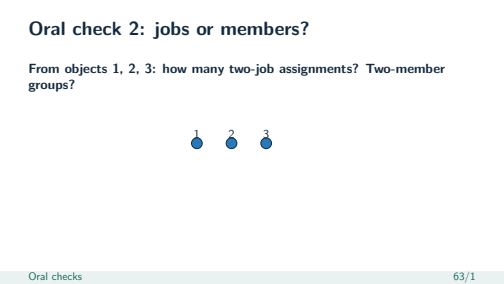 Oral check 2: jobs or members?
From objects 1, 2, 3: how many two-job assignments? Two-member
groups?
1 2 3
Oral checks 63/1